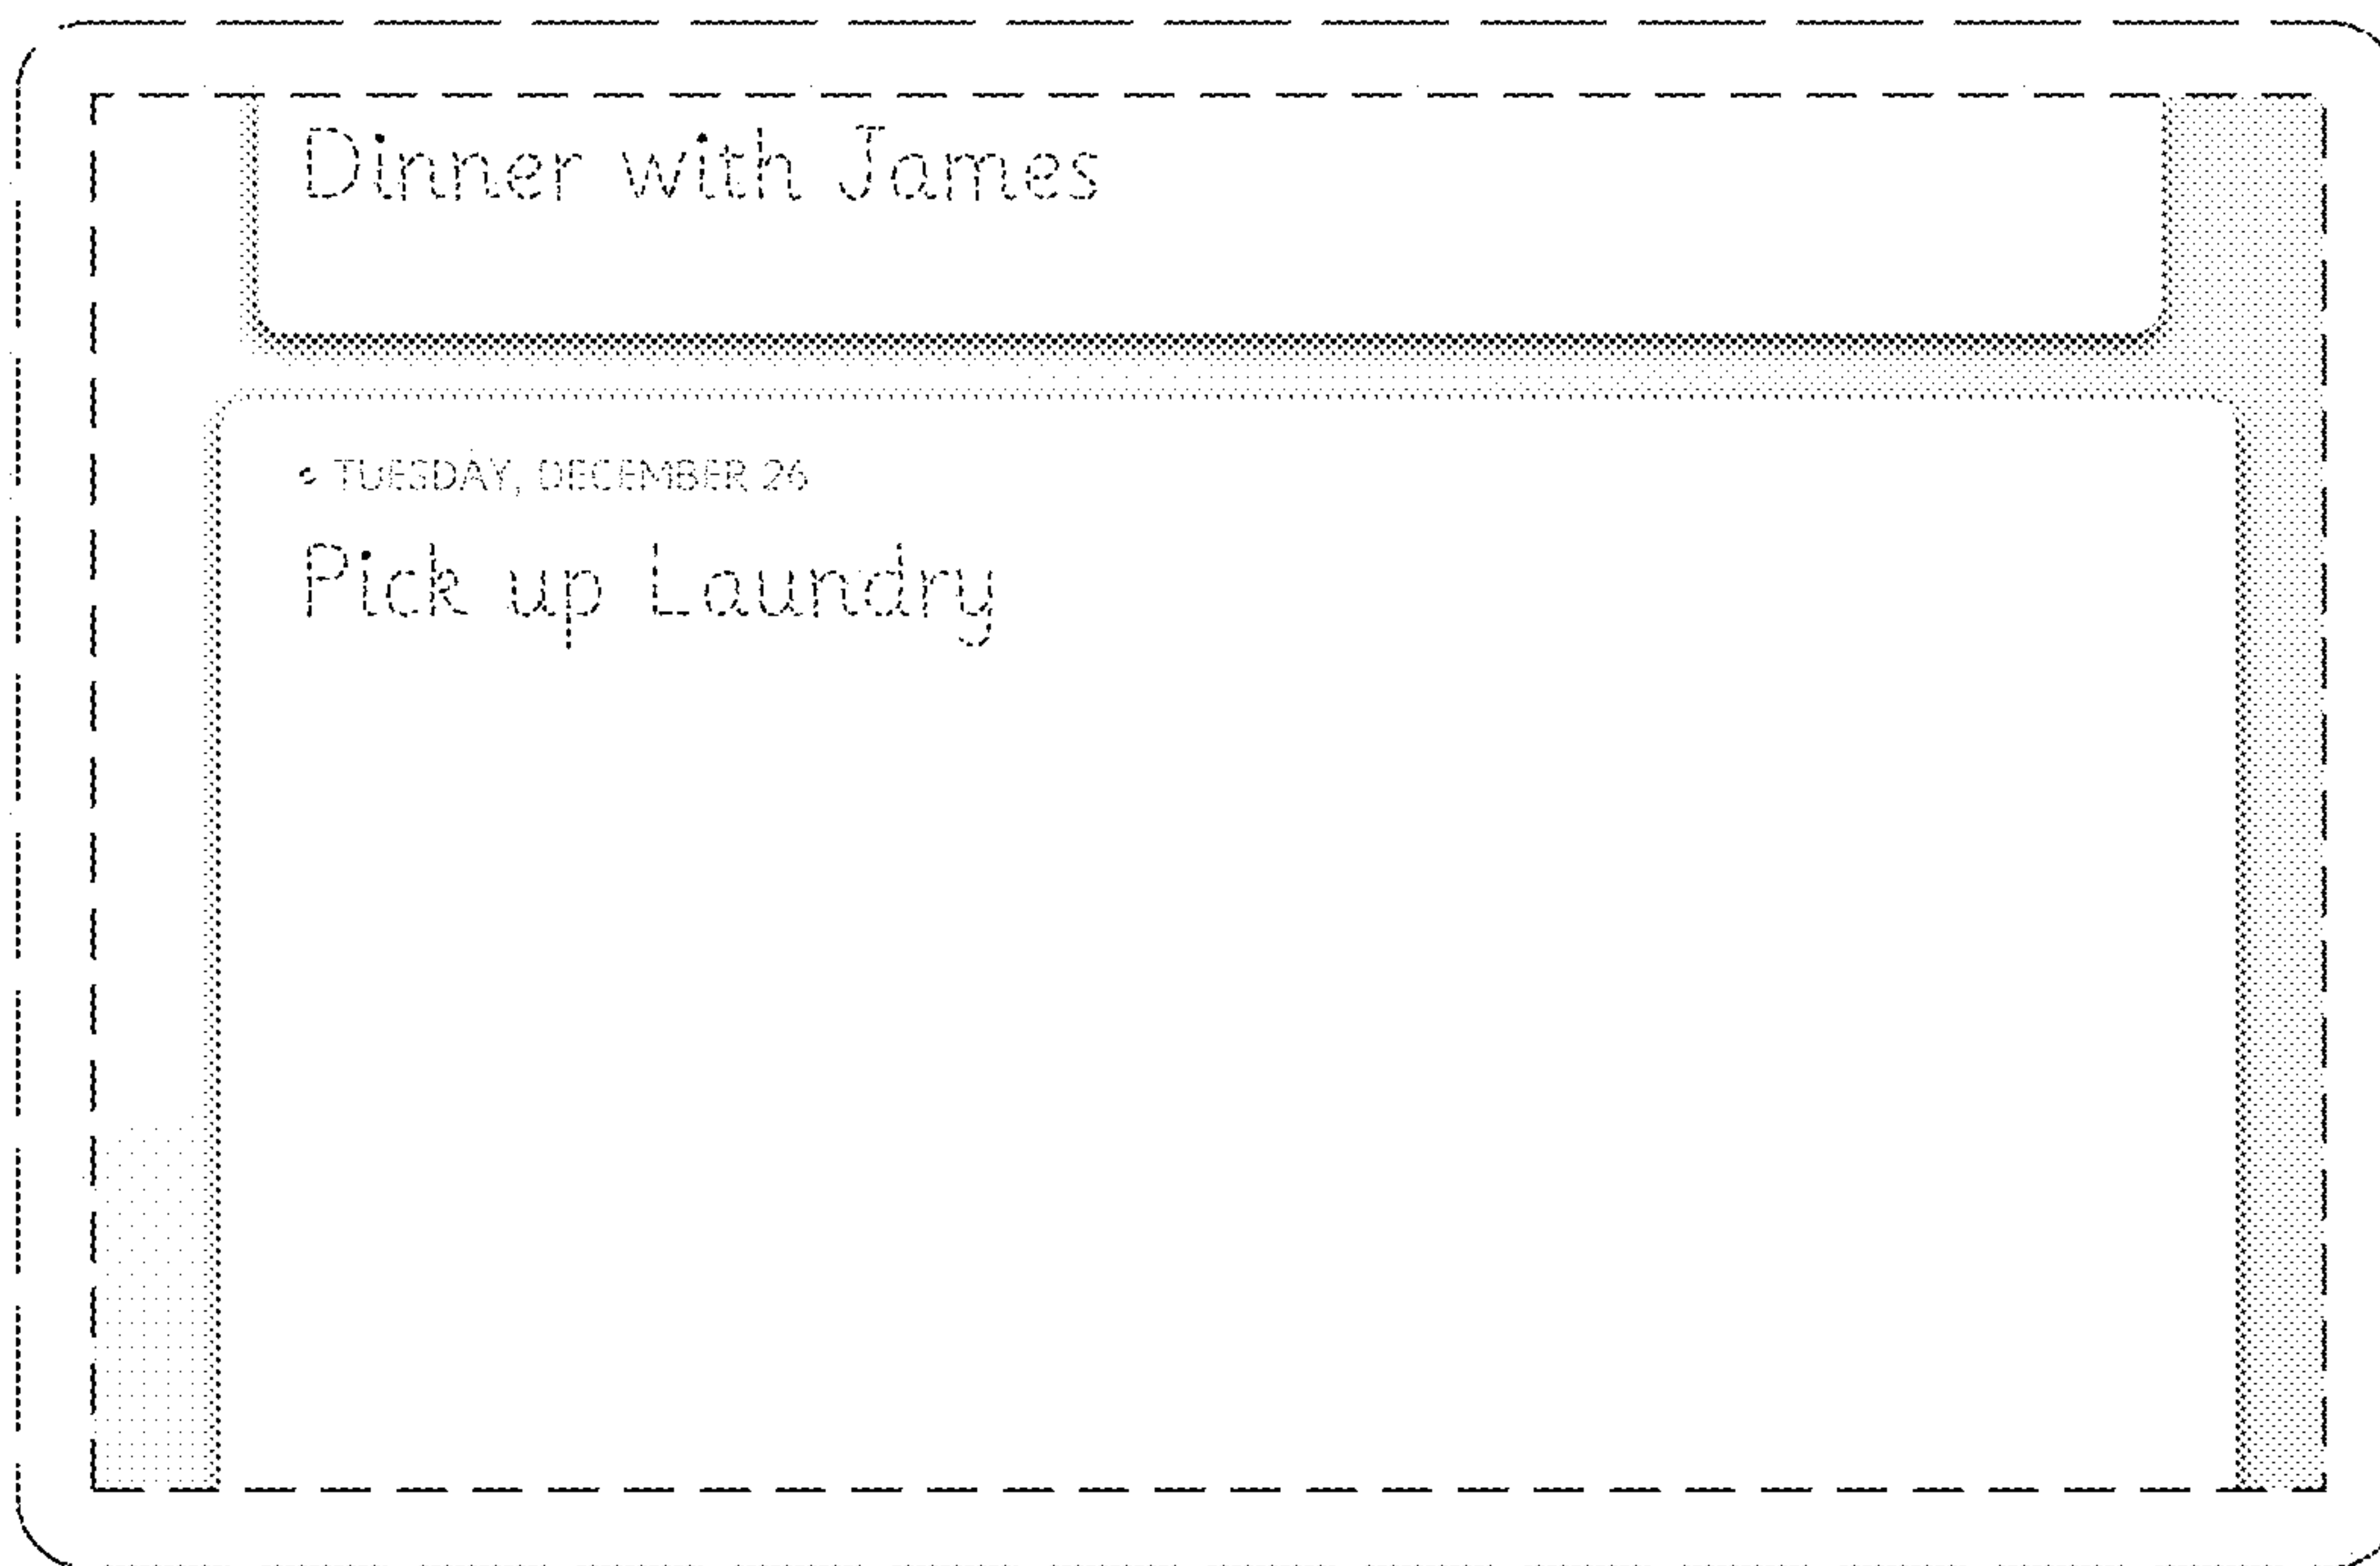 Dinner with James
• TUESDAY, DECEMBER 26
Pick up Laundry